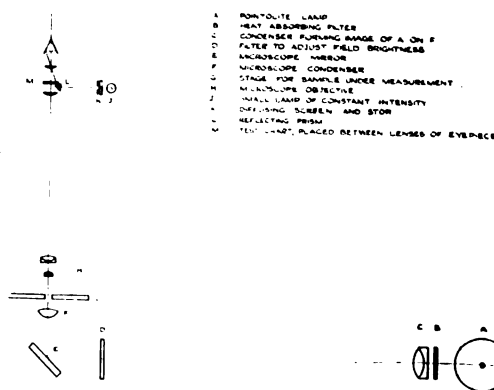 A POINTOLITE LAMP
B HEAT ABSORBING FILTER
C CONDENSER FORMING IMAGE OF A ON F
D FILTER TO ADJUST FIELD BRIGHTNESS
E MICROSCOPE MIRROR
F MICROSCOPE CONDENSER
G STAGE FOR SAMPLE UNDER MEASUREMENT
H MICROSCOPE OBJECTIVE
J SMALL LAMP OF CONSTANT INTENSITY
K DIFFUSING SCREEN AND STOP
L REFLECTING PRISM
M TEST CHART, PLACED BETWEEN LENSES OF EYEPIECE
M L
K J
H
F
E D
C B A